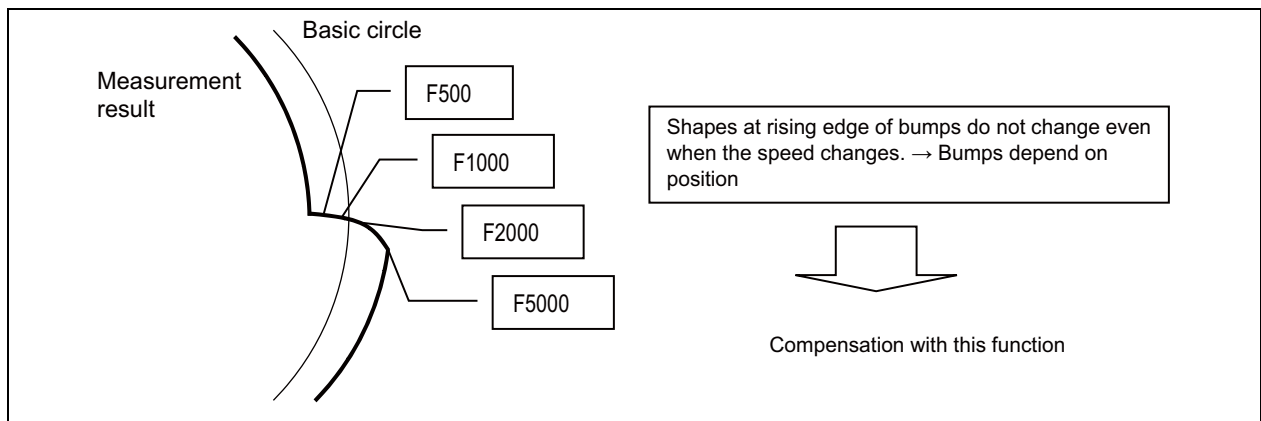 Basic circle
Measurement
result
F500
F1000
F2000
F5000
Shapes at rising edge of bumps do not change even
when the speed changes. → Bumps depend on
position
Compensation with this function